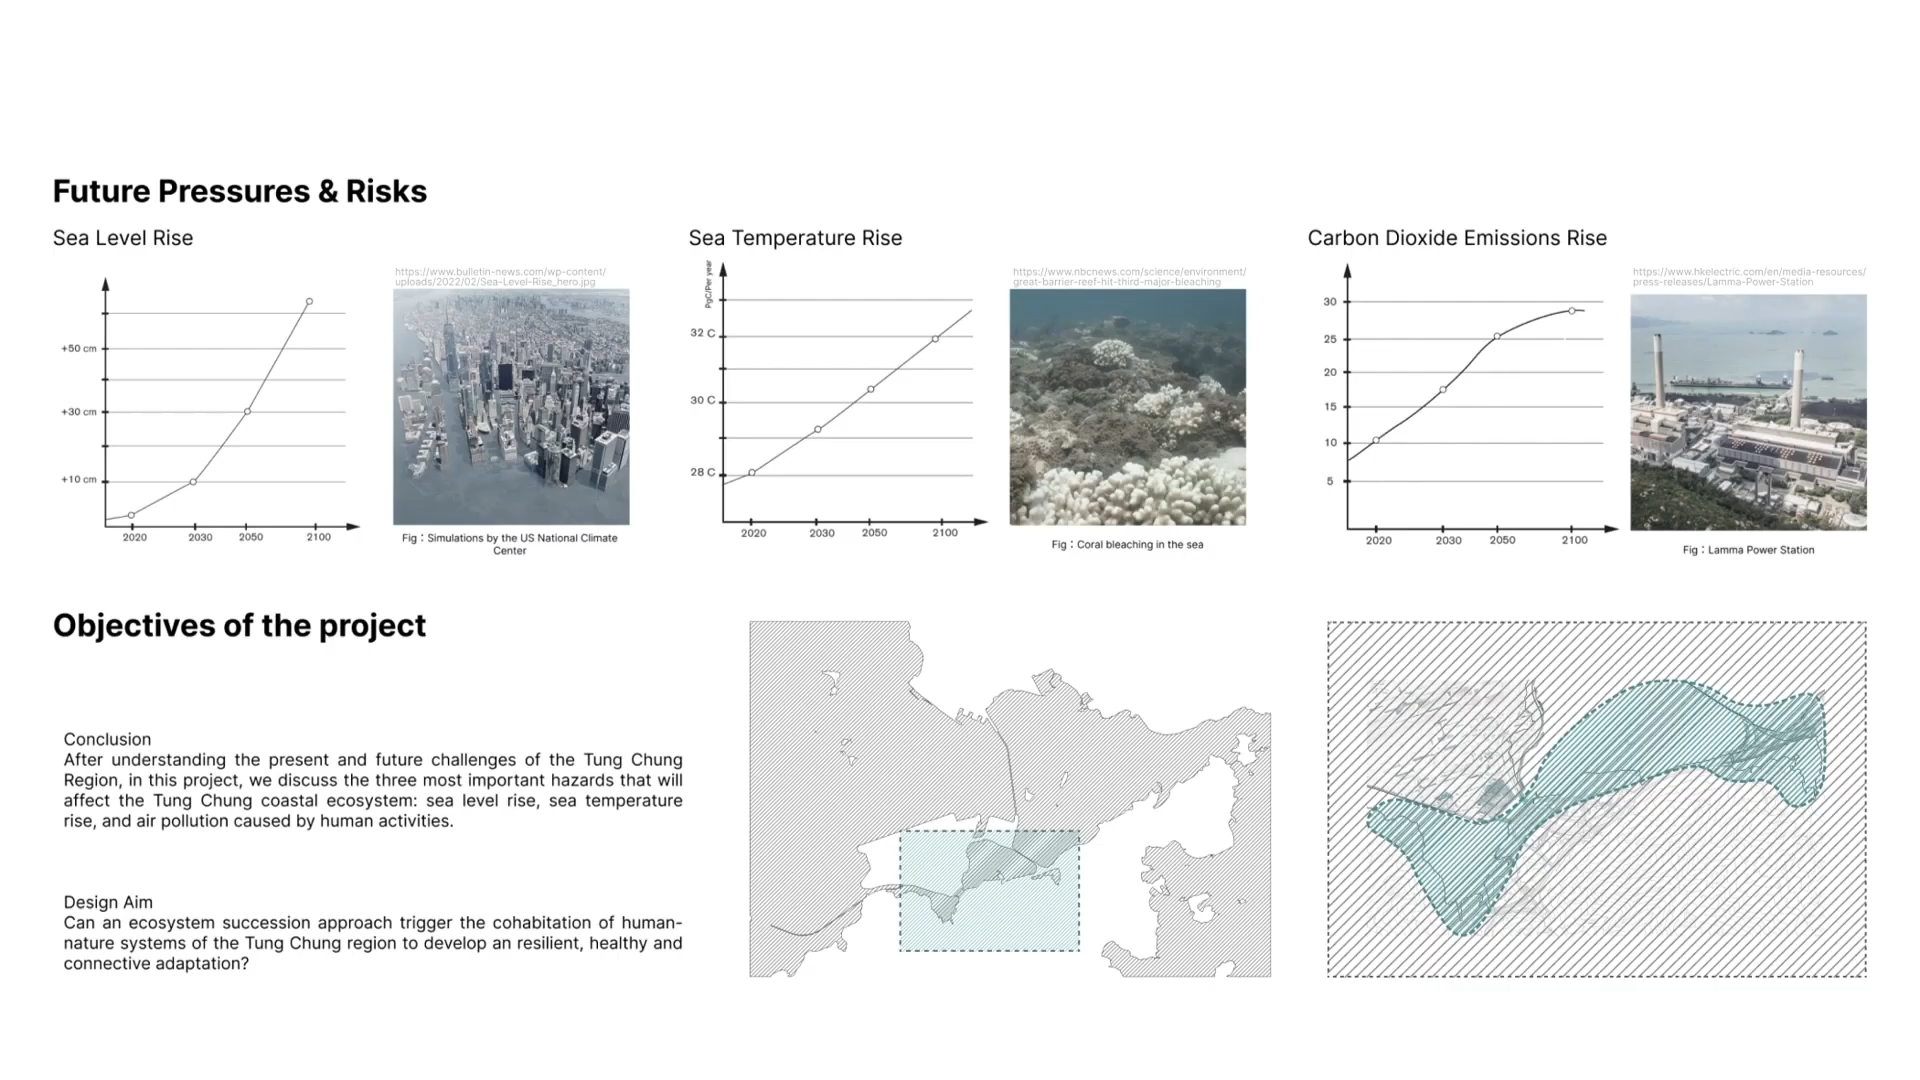 Future Pressures & Risks
Sea Level Rise
+50 cm
+30 cm
+10 cm
2020
2030
2050
2100
https://www.bulletin-news.com/wp-content/
uploads/2022/02/Sea-Level-Rise_hero.jpg
Fig：Simulations by the US National Climate
Center
Sea Temperature Rise
PgC/Per year
32 C
30 C
28 C
2020
2030
2050
2100
https://www.nbcnews.com/science/environment/
great-barrier-reef-hit-third-major-bleaching
Fig：Coral bleaching in the sea
Carbon Dioxide Emissions Rise
30
25
20
15
10
5
2020
2030
2050
2100
https://www.hkelectric.com/en/media-resources/
press-releases/Lamma-Power-Station
Fig：Lamma Power Station
Objectives of the project
Conclusion
After understanding the present and future challenges of the Tung Chung
Region, in this project, we discuss the three most important hazards that will
affect the Tung Chung coastal ecosystem: sea level rise, sea temperature
rise, and air pollution caused by human activities.
Design Aim
Can an ecosystem succession approach trigger the cohabitation of human-
nature systems of the Tung Chung region to develop an resilient, healthy and
connective adaptation?